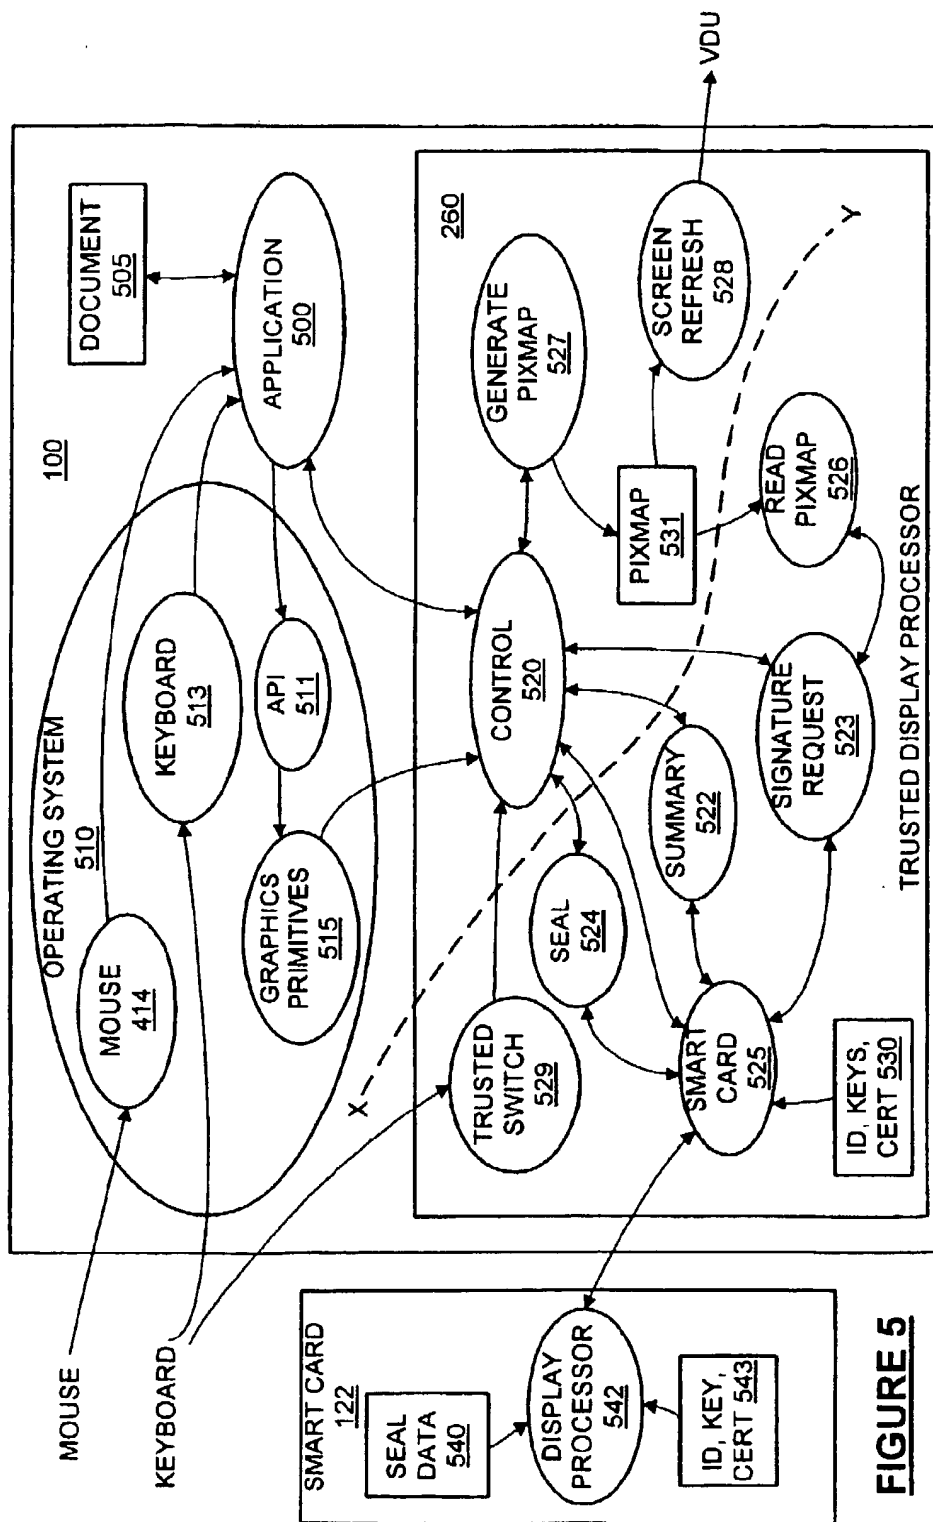 MOUSE
KEYBOARD
100
OPERATING SYSTEM
510
MOUSE
414
KEYBOARD
513
GRAPHICS
PRIMITIVES
515
API
511
APPLICATION
500
DOCUMENT
505
X
260
TRUSTED
SWITCH
529
CONTROL
520
GENERATE
PIXMAP
527
SEAL
524
PIXMAP
531
SCREEN
REFRESH
528
VDU
SUMMARY
522
READ
PIXMAP
526
Y
SMART
CARD
525
SIGNATURE
REQUEST
523
ID, KEYS,
CERT 530
TRUSTED DISPLAY PROCESSOR
SMART CARD
122
SEAL
DATA
540
DISPLAY
PROCESSOR
542
ID, KEY,
CERT 543
FIGURE 5